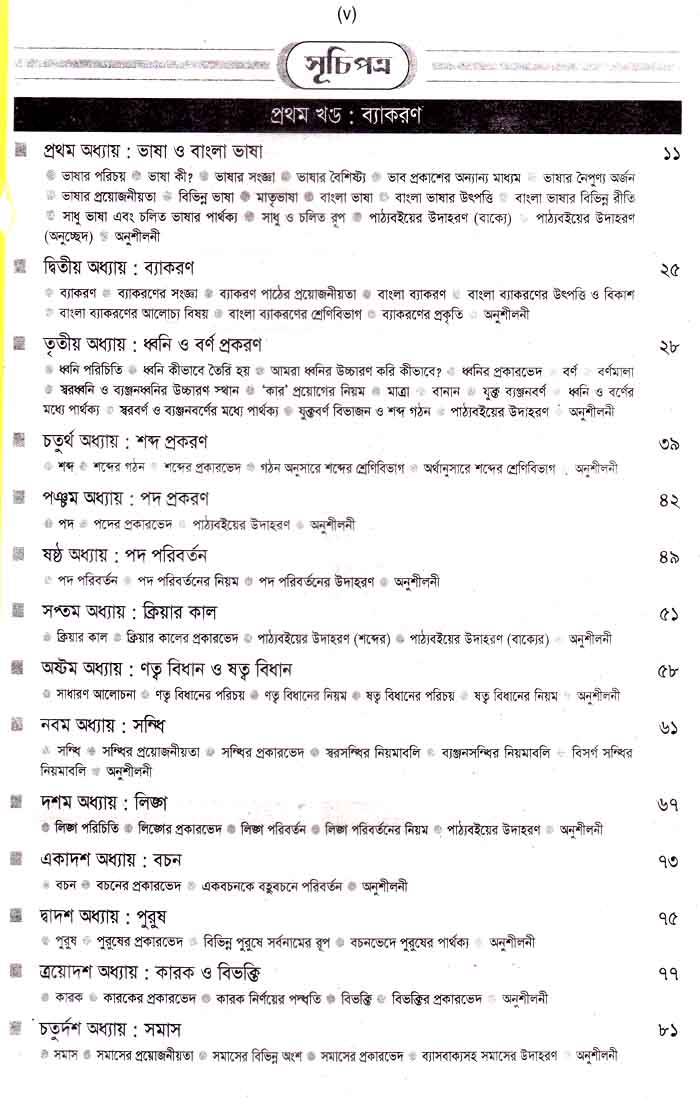 (v)
সূচিপত্র
প্রথম খণ্ড : ব্যাকরণ
প্রথম অধ্যায় : ভাষা ও বাংলা ভাষা ১১
ভাষার পরিচয় ভাষা কী? ভাষার সংজ্ঞা ভাষার বৈশিষ্ট্য ভাব প্রকাশের অন্যান্য মাধ্যম ভাষার নৈপুণ্য অর্জন
ভাষার প্রয়োজনীয়তা বিভিন্ন ভাষা মাতৃভাষা বাংলা ভাষা বাংলা ভাষার উৎপত্তি বাংলা ভাষার বিভিন্ন রীতি
সাধু ভাষা এবং চলিত ভাষার পার্থক্য সাধু ও চলিত রূপ পাঠ্যবইয়ের উদাহরণ (বাক্যে) পাঠ্যবইয়ের উদাহরণ
(অনুচ্ছেদ) অনুশীলনী
দ্বিতীয় অধ্যায় : ব্যাকরণ ২৫
ব্যাকরণ ব্যাকরণের সংজ্ঞা ব্যাকরণ পাঠের প্রয়োজনীয়তা বাংলা ব্যাকরণ বাংলা ব্যাকরণের উৎপত্তি ও বিকাশ
বাংলা ব্যাকরণের আলোচ্য বিষয় বাংলা ব্যাকরণের শ্রেণিবিভাগ ব্যাকরণের প্রকৃতি অনুশীলনী
তৃতীয় অধ্যায় : ধ্বনি ও বর্ণ প্রকরণ ২৮
ধ্বনি পরিচিতি ধ্বনি কীভাবে তৈরি হয় আমরা ধ্বনির উচ্চারণ করি কীভাবে? ধ্বনির প্রকারভেদ বর্ণ বর্ণমালা
স্বরধ্বনি ও ব্যঞ্জনধ্বনির উচ্চারণ স্থান ‘কার’ প্রয়োগের নিয়ম মাত্রা বানান যুক্ত ব্যঞ্জনবর্ণ ধ্বনি ও বর্ণের
মধ্যে পার্থক্য স্বরবর্ণ ও ব্যঞ্জনবর্ণের মধ্যে পার্থক্য যুক্তবর্ণ বিভাজন ও শব্দ গঠন পাঠ্যবইয়ের উদাহরণ অনুশীলনী
চতুর্থ অধ্যায় : শব্দ প্রকরণ ৩৯
শব্দ শব্দের গঠন শব্দের প্রকারভেদ গঠন অনুসারে শব্দের শ্রেণিবিভাগ অর্থানুসারে শব্দের শ্রেণিবিভাগ অনুশীলনী
পঞ্চম অধ্যায় : পদ প্রকরণ ৪২
পদ পদের প্রকারভেদ পাঠ্যবইয়ের উদাহরণ অনুশীলনী
ষষ্ঠ অধ্যায় : পদ পরিবর্তন ৪৯
পদ পরিবর্তন পদ পরিবর্তনের নিয়ম পদ পরিবর্তনের উদাহরণ অনুশীলনী
সপ্তম অধ্যায় : ক্রিয়ার কাল ৫১
ক্রিয়ার কাল ক্রিয়ার কালের প্রকারভেদ পাঠ্যবইয়ের উদাহরণ (শব্দের) পাঠ্যবইয়ের উদাহরণ (বাক্যের) অনুশীলনী
অষ্টম অধ্যায় : ণত্ব বিধান ও ষত্ব বিধান ৫৮
সাধারণ আলোচনা ণত্ব বিধানের পরিচয় ণত্ব বিধানের নিয়ম ষত্ব বিধানের পরিচয় ষত্ব বিধানের নিয়ম অনুশীলনী
নবম অধ্যায় : সন্ধি ৬১
সন্ধি সন্ধির প্রয়োজনীয়তা সন্ধির প্রকারভেদ স্বরসন্ধির নিয়মাবলি ব্যঞ্জনসন্ধির নিয়মাবলি বিসর্গ সন্ধির
নিয়মাবলি অনুশীলনী
দশম অধ্যায় : লিঙ্গ ৬৭
লিঙ্গ পরিচিতি লিঙ্গের প্রকারভেদ লিঙ্গ পরিবর্তন লিঙ্গ পরিবর্তনের নিয়ম পাঠ্যবইয়ের উদাহরণ অনুশীলনী
একাদশ অধ্যায় : বচন ৭৩
বচন বচনের প্রকারভেদ একবচনকে বহুবচনে পরিবর্তন অনুশীলনী
দ্বাদশ অধ্যায় : পুরুষ ৭৫
পুরুষ পুরুষের প্রকারভেদ বিভিন্ন পুরুষে সর্বনামের রূপ বচনভেদে পুরুষের পার্থক্য অনুশীলনী
ত্রয়োদশ অধ্যায় : কারক ও বিভক্তি ৭৭
কারক কারকের প্রকারভেদ কারক নির্ণয়ের পদ্ধতি বিভক্তি বিভক্তির প্রকারভেদ অনুশীলনী
চতুর্দশ অধ্যায় : সমাস ৮১
সমাস সমাসের প্রয়োজনীয়তা সমাসের বিভিন্ন অংশ সমাসের প্রকারভেদ ব্যাসবাক্যসহ সমাসের উদাহরণ অনুশীলনী